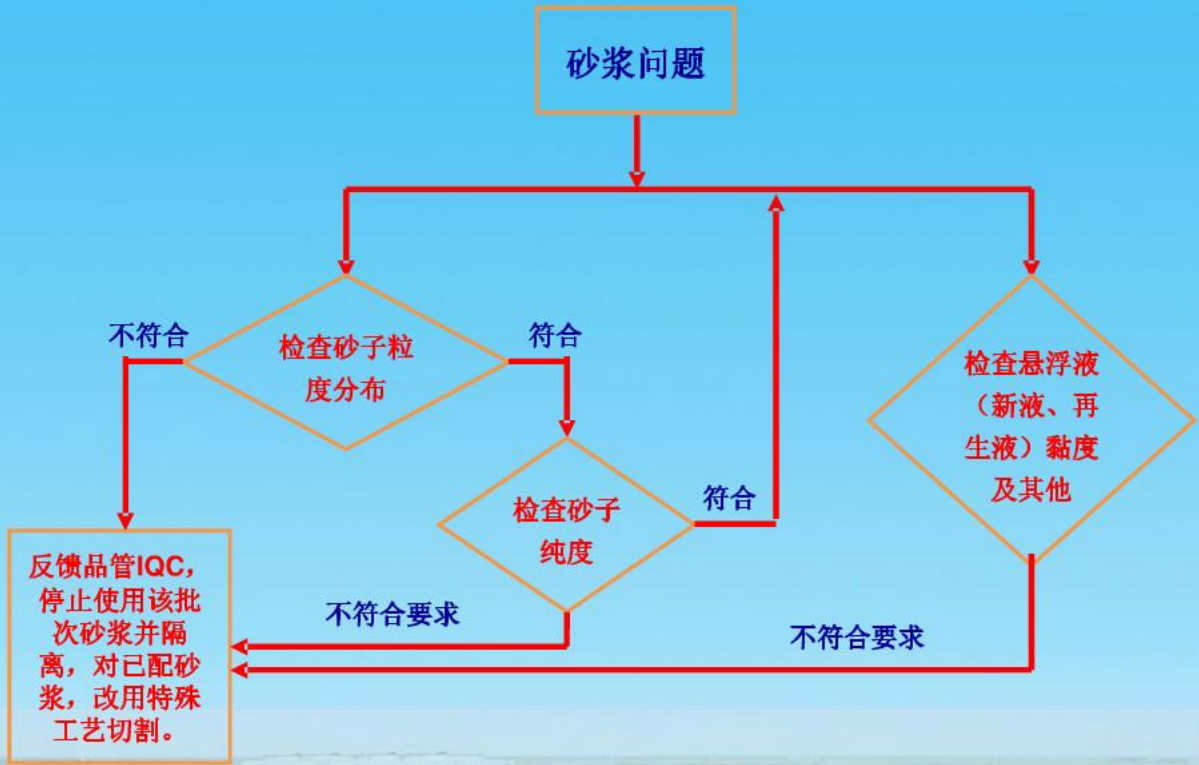 砂浆问题
不符合
检查砂子粒
度分布
符合
检查悬浮液
（新液、再
生液）黏度
及其他
检查砂子
纯度
符合
反馈品管IQC，
停止使用该批
次砂浆并隔
离，对已配砂
浆，改用特殊
工艺切割。
不符合要求
不符合要求